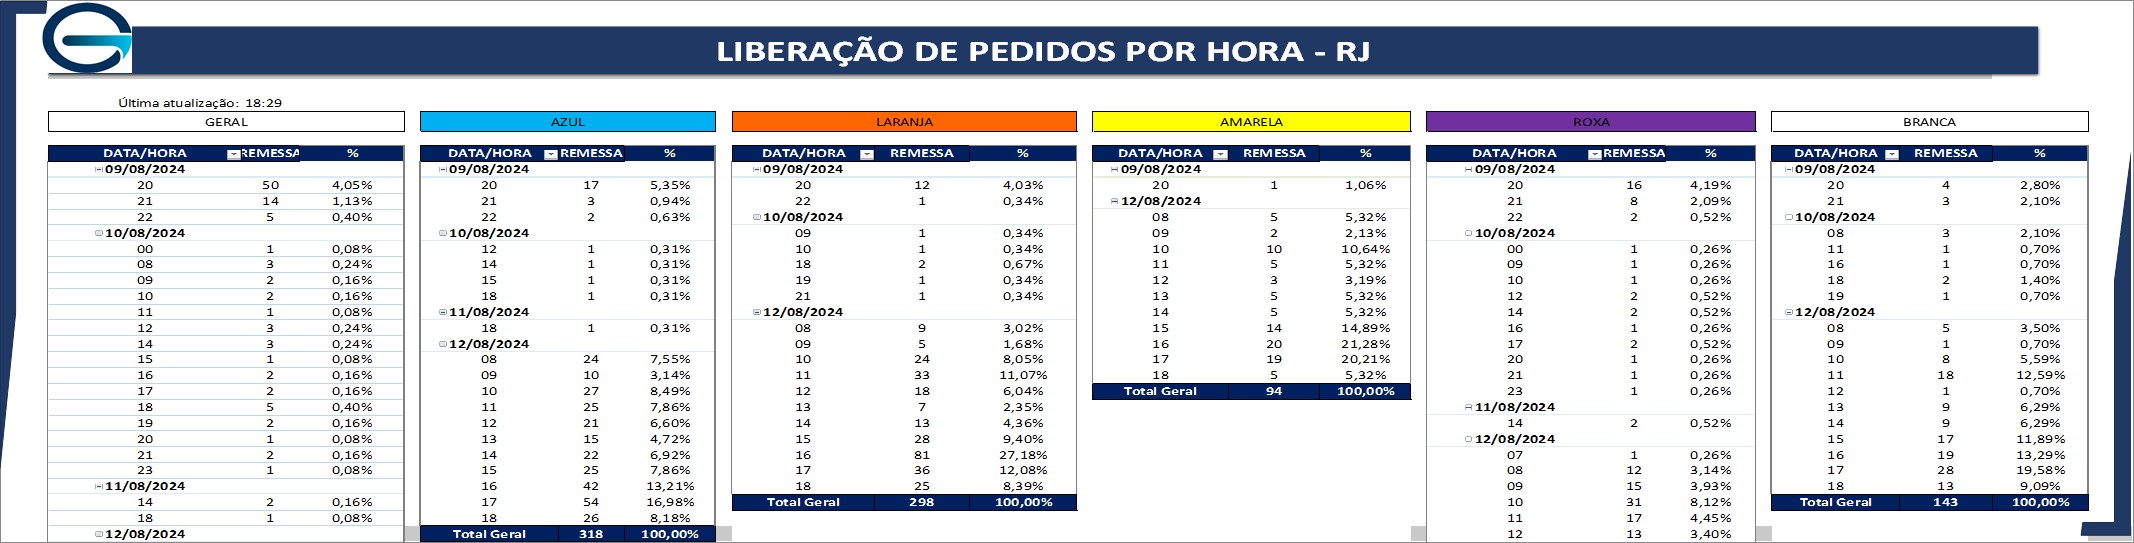 LIBERAÇÃO DE PEDIDOS POR HORA - RJ
Última atualização: 18:29
GERAL
DATA/HORA REMESSA %
09/08/2024
20 50 4,05%
21 14 1,13%
22 5 0,40%
10/08/2024
00 1 0,08%
08 3 0,24%
09 2 0,16%
10 2 0,16%
11 1 0,08%
12 3 0,24%
14 3 0,24%
15 1 0,08%
16 2 0,16%
17 2 0,16%
18 5 0,40%
19 2 0,16%
20 1 0,08%
21 2 0,16%
23 1 0,08%
11/08/2024
14 2 0,16%
18 1 0,08%
12/08/2024
AZUL
DATA/HORA REMESSA %
09/08/2024
20 17 5,35%
21 3 0,94%
22 2 0,63%
10/08/2024
12 1 0,31%
14 1 0,31%
15 1 0,31%
18 1 0,31%
11/08/2024
18 1 0,31%
12/08/2024
08 24 7,55%
09 10 3,14%
10 27 8,49%
11 25 7,86%
12 21 6,60%
13 15 4,72%
14 22 6,92%
15 25 7,86%
16 42 13,21%
17 54 16,98%
18 26 8,18%
Total Geral 318 100,00%
LARANJA
DATA/HORA REMESSA %
09/08/2024
20 12 4,03%
22 1 0,34%
10/08/2024
09 1 0,34%
10 1 0,34%
18 2 0,67%
19 1 0,34%
21 1 0,34%
12/08/2024
08 9 3,02%
09 5 1,68%
10 24 8,05%
11 33 11,07%
12 18 6,04%
13 7 2,35%
14 13 4,36%
15 28 9,40%
16 81 27,18%
17 36 12,08%
18 25 8,39%
Total Geral 298 100,00%
AMARELA
DATA/HORA REMESSA %
09/08/2024
20 1 1,06%
12/08/2024
08 5 5,32%
09 2 2,13%
10 10 10,64%
11 5 5,32%
12 3 3,19%
13 5 5,32%
14 5 5,32%
15 14 14,89%
16 20 21,28%
17 19 20,21%
18 5 5,32%
Total Geral 94 100,00%
ROXA
DATA/HORA REMESSA %
09/08/2024
20 16 4,19%
21 8 2,09%
22 2 0,52%
10/08/2024
00 1 0,26%
09 1 0,26%
10 1 0,26%
12 2 0,52%
14 2 0,52%
16 1 0,26%
17 2 0,52%
20 1 0,26%
21 1 0,26%
23 1 0,26%
11/08/2024
14 2 0,52%
12/08/2024
07 1 0,26%
08 12 3,14%
09 15 3,93%
10 31 8,12%
11 17 4,45%
12 13 3,40%
BRANCA
DATA/HORA REMESSA %
09/08/2024
20 4 2,80%
21 3 2,10%
10/08/2024
08 3 2,10%
11 1 0,70%
16 1 0,70%
18 2 1,40%
19 1 0,70%
12/08/2024
08 5 3,50%
09 1 0,70%
10 8 5,59%
11 18 12,59%
12 1 0,70%
13 9 6,29%
14 9 6,29%
15 17 11,89%
16 19 13,29%
17 28 19,58%
18 13 9,09%
Total Geral 143 100,00%